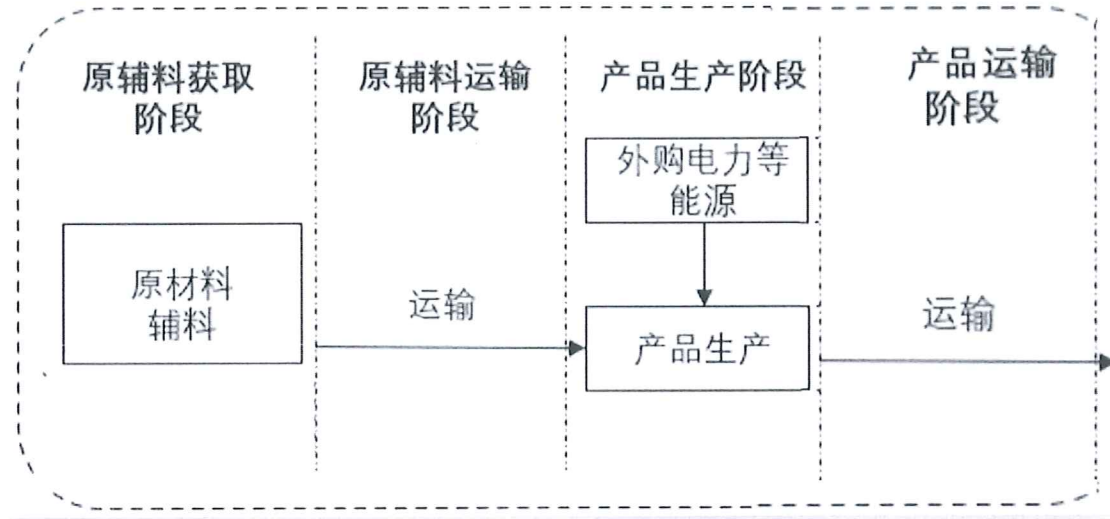 原辅料获取
阶段
原辅料运输
阶段
产品生产阶段
产品运输
阶段
外购电力等
能源
原材料
辅料
运输
产品生产
运输